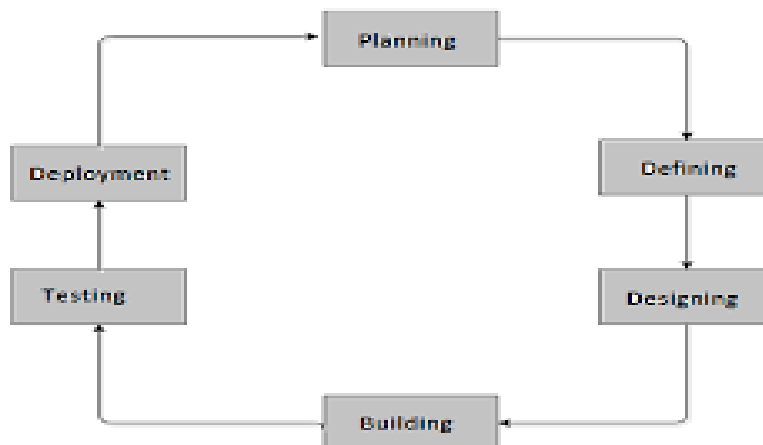 Planning
Defining
Designing
Building
Testing
Deployment